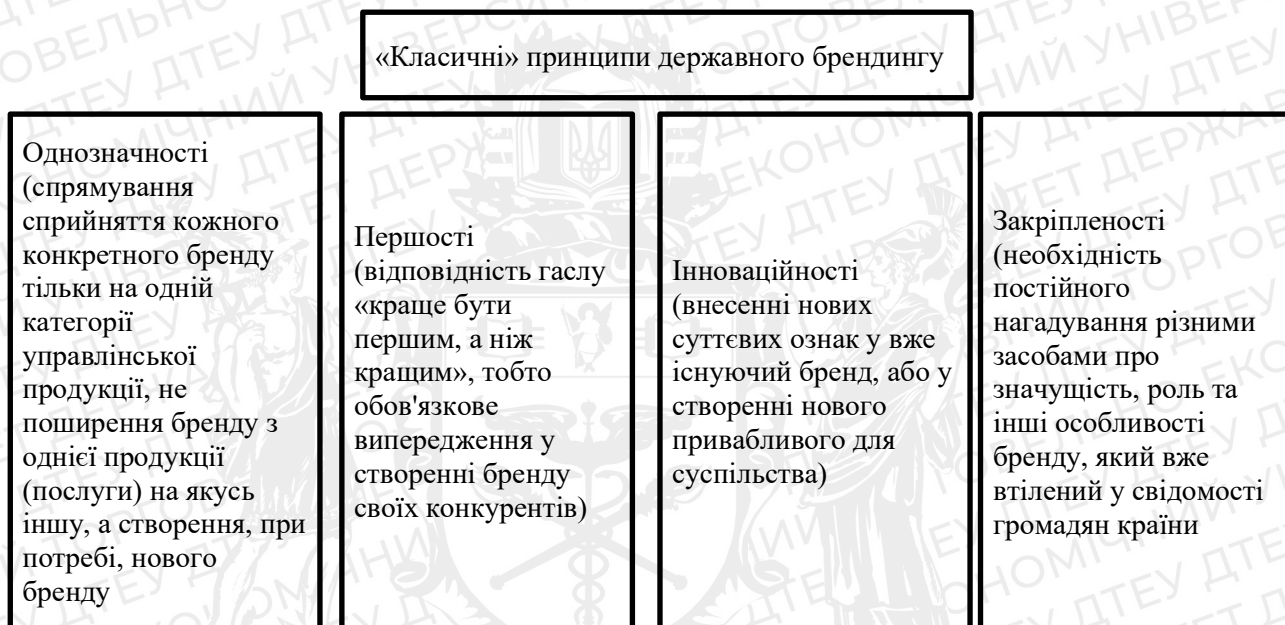 «Класичні» принципи державного брендингу
Однозначності
(спрямування
сприйняття кожного
конкретного бренду
тільки на одній
категорії
управлінської
продукції, не
поширення бренду з
однієї продукції
(послуги) на якусь
іншу, а створення, при
потребі, нового
бренду
Першості
(відповідність гаслу
«краще бути
першим, а ніж
кращим», тобто
обов'язкове
випередження у
створенні бренду
своїх конкурентів)
Інноваційності
(внесенні нових
суттєвих ознак у вже
існуючий бренд, або у
створенні нового
привабливого для
суспільства)
Закріпленості
(необхідність
постійного
нагадування різними
засобами про
значущість, роль та
інші особливості
бренду, який вже
втілений у свідомості
громадян країни